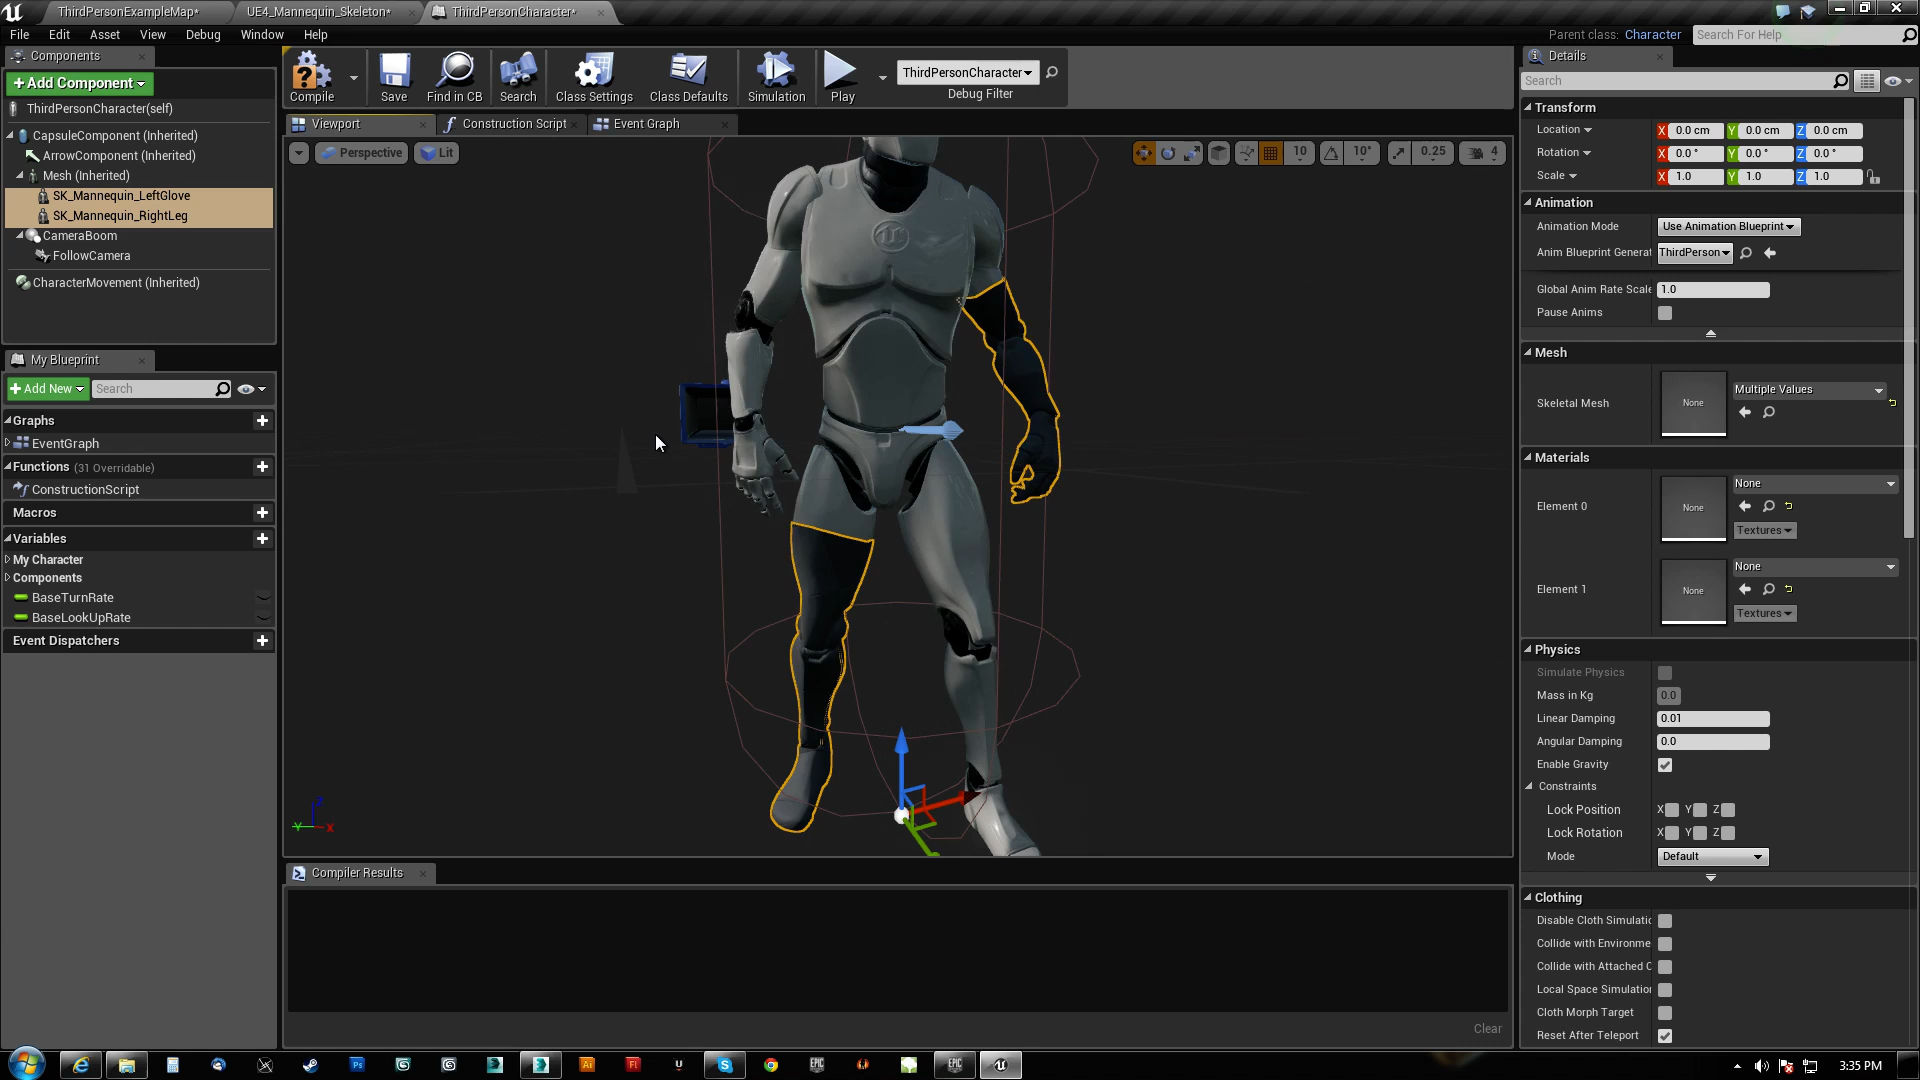 ThirdPersonExampleMap*
UE4_Mannequin_Skeleton*
ThirdPersonCharacter*
File Edit Asset View Debug Window Help
Parent class: Character
Search For Help
Components
+Add Component
ThirdPersonCharacter(self)
CapsuleComponent (Inherited)
ArrowComponent (Inherited)
Mesh (Inherited)
SK_Mannequin_LeftGlove
SK_Mannequin_RightLeg
CameraBoom
FollowCamera
CharacterMovement (Inherited)
My Blueprint
+Add New
Search
Graphs
EventGraph
Functions (31 Overridable)
ConstructionScript
Macros
Variables
My Character
Components
BaseTurnRate
BaseLookUpRate
Event Dispatchers
Compile
Save
Find in CB
Search
Class Settings
Class Defaults
Simulation
Play
ThirdPersonCharacter
Debug Filter
Viewport
Construction Script
Event Graph
Perspective
Lit
10
10°
0.25
4
Compiler Results
Clear
Details
Search
Transform
Location X 0.0 cm Y 0.0 cm Z 0.0 cm
Rotation X 0.0 ° Y 0.0 ° Z 0.0 °
Scale X 1.0 Y 1.0 Z 1.0
Animation
Animation Mode Use Animation Blueprint
Anim Blueprint Generat ThirdPerson
Global Anim Rate Scale 1.0
Pause Anims
Mesh
Skeletal Mesh None Multiple Values
Materials
Element 0 None None
Textures
Element 1 None None
Textures
Physics
Simulate Physics
Mass in Kg 0.0
Linear Damping 0.01
Angular Damping 0.0
Enable Gravity
Constraints
Lock Position X Y Z
Lock Rotation X Y Z
Mode Default
Clothing
Disable Cloth Simulatio
Collide with Environme
Collide with Attached C
Local Space Simulation
Cloth Morph Target
Reset After Teleport
3:35 PM